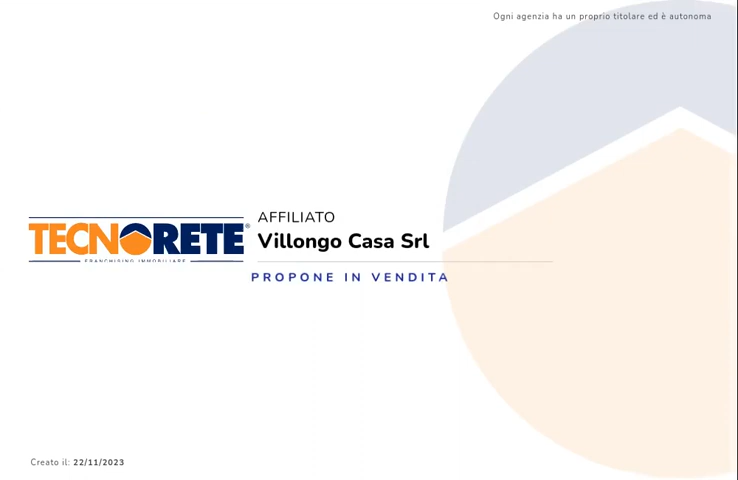 Ogni agenzia ha un proprio titolare ed è autonoma
AFFILIATO
TECNORETE®
Villongo Casa Srl
FRANCHISING IMMOBILIARE
PROPONE IN VENDITA
Creato il: 22/11/2023